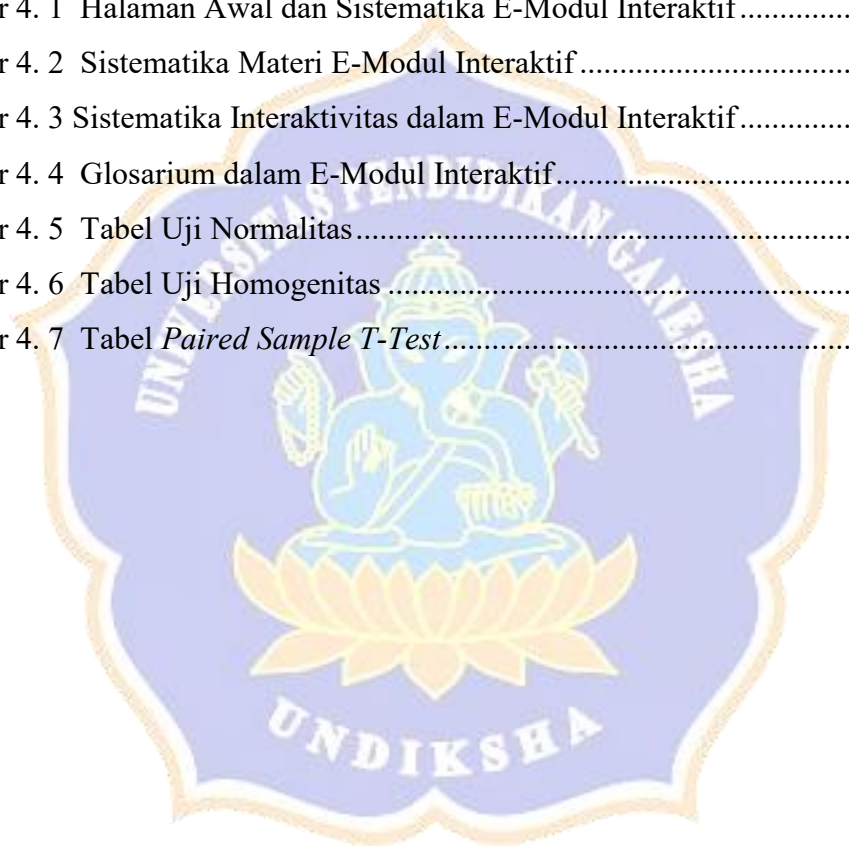 r 4. 1 Halaman Awal dan Sistematika E-Modul Interaktif....................
r 4. 2 Sistematika Materi E-Modul Interaktif....................................
r 4. 3 Sistematika Interaktivitas dalam E-Modul Interaktif....................
r 4. 4 Glosarium dalam E-Modul Interaktif.......................................
r 4. 5 Tabel Uji Normalitas..............................................................
r 4. 6 Tabel Uji Homogenitas..........................................................
r 4. 7 Tabel Paired Sample T-Test....................................................
UNIVERSITAS PENDIDIKAN GANESHA
UNDIKSHA